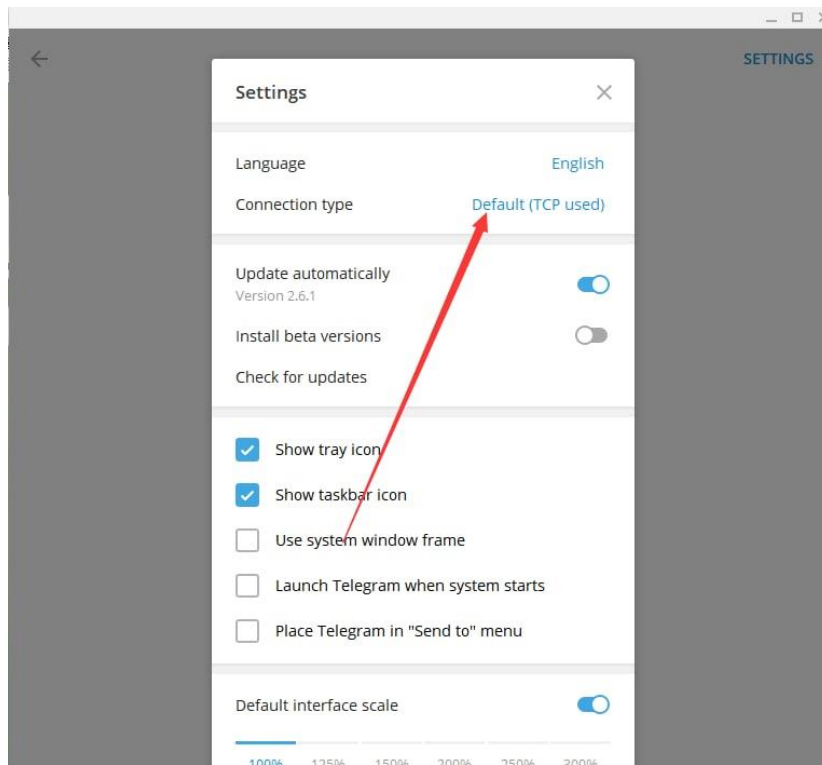 SETTINGS
Settings
Language English
Connection type Default (TCP used)
Update automatically
Version 2.6.1
Install beta versions
Check for updates
Show tray icon
Show taskbar icon
Use system window frame
Launch Telegram when system starts
Place Telegram in "Send to" menu
Default interface scale
100% 125% 150% 200% 250% 300%